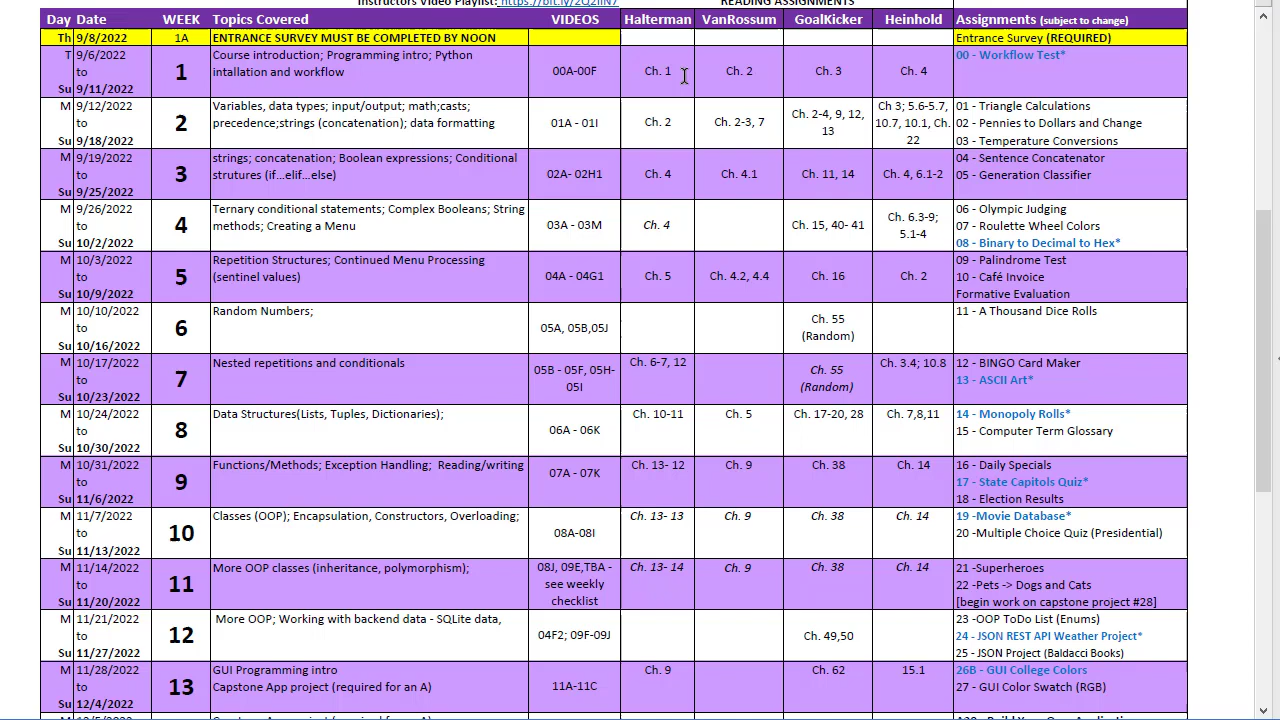 Instructors Video Playlist: https://bit.ly/2Q2iiN7
READING ASSIGNMENTS
Day Date WEEK Topics Covered VIDEOS Halterman VanRossum GoalKicker Heinhold Assignments (subject to change)
Th 9/8/2022 1A ENTRANCE SURVEY MUST BE COMPLETED BY NOON Entrance Survey (REQUIRED)
T 9/6/2022 to Su 9/11/2022
1
Course introduction; Programming intro; Python
intallation and workflow
00A-00F
Ch. 1
Ch. 2
Ch. 3
Ch. 4
00 - Workflow Test*
M 9/12/2022 to Su 9/18/2022
2
Variables, data types; input/output; math;casts;
precedence;strings (concatenation); data formatting
01A - 01I
Ch. 2
Ch. 2-3, 7
Ch. 2-4, 9, 12,
13
Ch 3; 5.6-5.7,
10.7, 10.1, Ch.
22
01 - Triangle Calculations
02 - Pennies to Dollars and Change
03 - Temperature Conversions
M 9/19/2022 to Su 9/25/2022
3
strings; concatenation; Boolean expressions; Conditional
strutures (if...elif...else)
02A- 02H1
Ch. 4
Ch. 4.1
Ch. 11, 14
Ch. 4, 6.1-2
04 - Sentence Concatenator
05 - Generation Classifier
M 9/26/2022 to Su 10/2/2022
4
Ternary conditional statements; Complex Booleans; String
methods; Creating a Menu
03A - 03M
Ch. 4
Ch. 15, 40- 41
Ch. 6.3-9;
5.1-4
06 - Olympic Judging
07 - Roulette Wheel Colors
08 - Binary to Decimal to Hex*
M 10/3/2022 to Su 10/9/2022
5
Repetition Structures; Continued Menu Processing
(sentinel values)
04A - 04G1
Ch. 5
Ch. 4.2, 4.4
Ch. 16
Ch. 2
09 - Palindrome Test
10 - Café Invoice
Formative Evaluation
M 10/10/2022 to Su 10/16/2022
6
Random Numbers;
05A, 05B,05J
Ch. 55
(Random)
11 - A Thousand Dice Rolls
M 10/17/2022 to Su 10/23/2022
7
Nested repetitions and conditionals
05B - 05F, 05H-
05I
Ch. 6-7, 12
Ch. 55
(Random)
Ch. 3.4; 10.8
12 - BINGO Card Maker
13 - ASCII Art*
M 10/24/2022 to Su 10/30/2022
8
Data Structures(Lists, Tuples, Dictionaries);
06A - 06K
Ch. 10-11
Ch. 5
Ch. 17-20, 28
Ch. 7,8,11
14 - Monopoly Rolls*
15 - Computer Term Glossary
M 10/31/2022 to Su 11/6/2022
9
Functions/Methods; Exception Handling; Reading/writing
07A - 07K
Ch. 13- 12
Ch. 9
Ch. 38
Ch. 14
16 - Daily Specials
17 - State Capitols Quiz*
18 - Election Results
M 11/7/2022 to Su 11/13/2022
10
Classes (OOP); Encapsulation, Constructors, Overloading;
08A-08I
Ch. 13- 13
Ch. 9
Ch. 38
Ch. 14
19 -Movie Database*
20 -Multiple Choice Quiz (Presidential)
M 11/14/2022 to Su 11/20/2022
11
More OOP classes (inheritance, polymorphism);
08J, 09E,TBA -
see weekly
checklist
Ch. 13- 14
Ch. 9
Ch. 38
Ch. 14
21 -Superheroes
22 -Pets -> Dogs and Cats
[begin work on capstone project #28]
M 11/21/2022 to Su 11/27/2022
12
More OOP; Working with backend data - SQLite data,
04F2; 09F-09J
Ch. 49,50
23 -OOP ToDo List (Enums)
24 - JSON REST API Weather Project*
25 - JSON Project (Baldacci Books)
M 11/28/2022 to Su 12/4/2022
13
GUI Programming intro
Capstone App project (required for an A)
11A-11C
Ch. 9
Ch. 62
15.1
26B - GUI College Colors
27 - GUI Color Swatch (RGB)